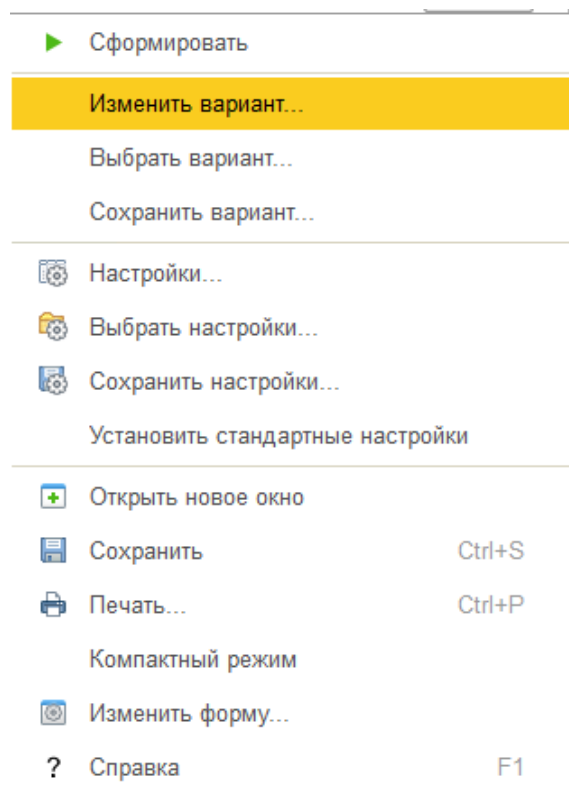 Сформировать
Изменить вариант...
Выбрать вариант...
Сохранить вариант...
Настройки...
Выбрать настройки...
Сохранить настройки...
Установить стандартные настройки
Открыть новое окно
Сохранить Ctrl+S
Печать... Ctrl+P
Компактный режим
Изменить форму...
? Справка F1